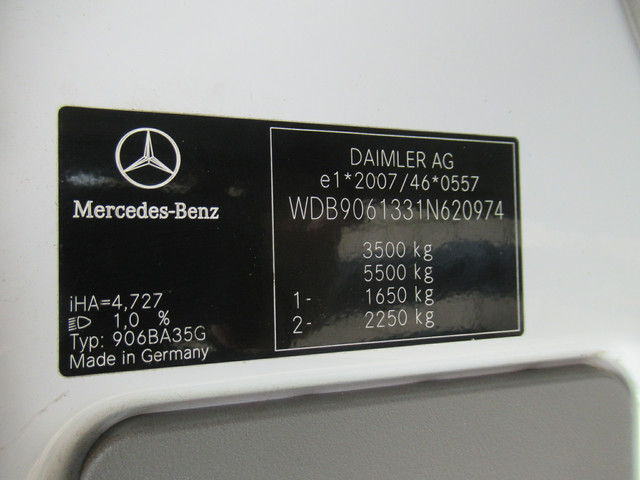 Mercedes-Benz
iHA=4,727
1,0 %
Typ: 906BA35G
Made in Germany
DAIMLER AG
e1*2007/46*0557
WDB9061331N620974
3500 kg
5500 kg
1- 1650 kg
2- 2250 kg